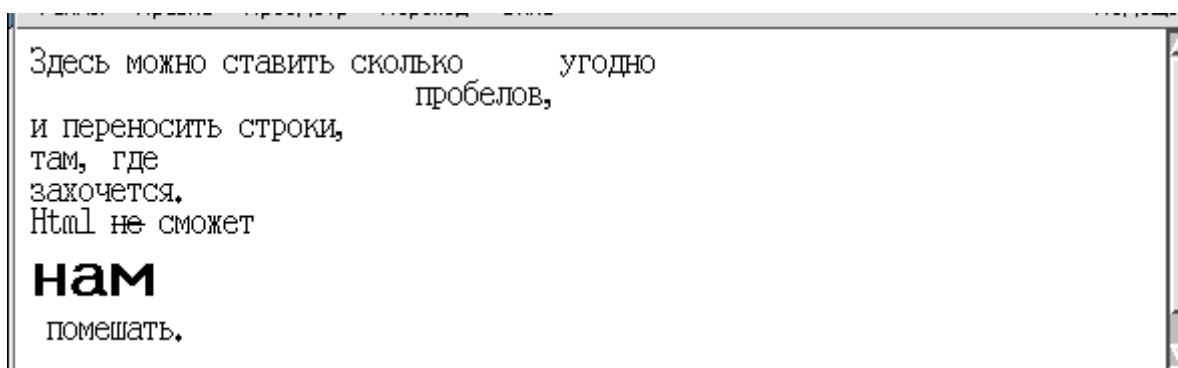 Здесь можно ставить сколько      угодно
                        пробелов,
и переносить строки,
там, где
захочется.
Html не сможет
нам
 помешать.